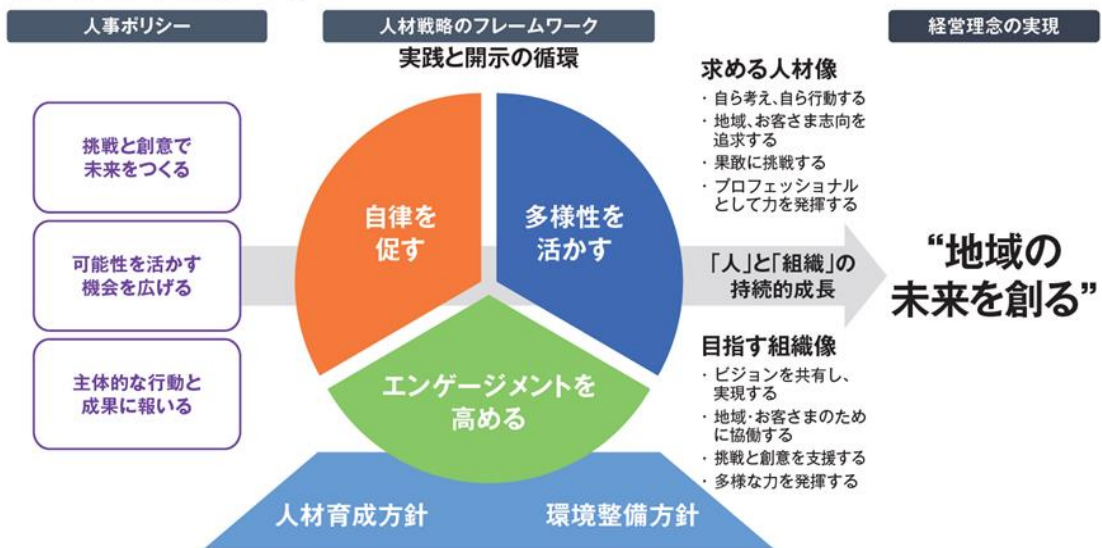 人事ポリシー
人材戦略のフレームワーク
経営理念の実現
実践と開示の循環
挑戦と創意で
未来をつくる
可能性を活かす
機会を広げる
主体的な行動と
成果に報いる
自律を
促す
多様性を
活かす
エンゲージメントを
高める
人材育成方針
環境整備方針
求める人材像
・自ら考え、自ら行動する
・地域、お客さま志向を
追求する
・果敢に挑戦する
・プロフェッショナル
として力を発揮する
「人」と「組織」の
持続的成長
目指す組織像
・ビジョンを共有し、
実現する
・地域・お客さまのため
に協働する
・挑戦と創意を支援する
・多様な力を発揮する
“地域の
未来を創る”